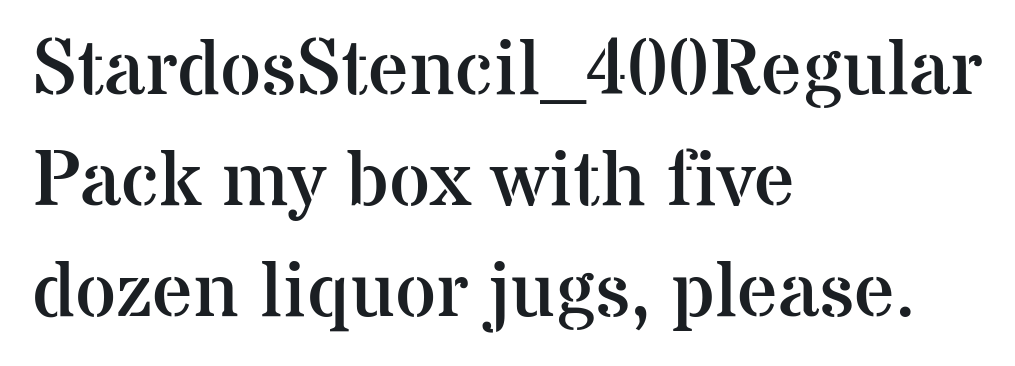 StardosStencil_400Regular
Pack my box with five
dozen liquor jugs, please.